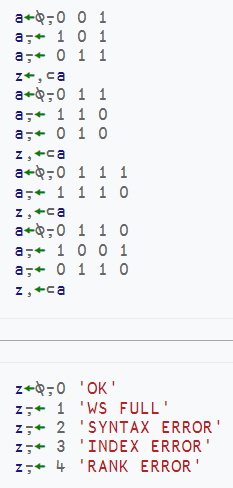 a←⍉⍪0 0 1
a⍪← 1 0 1
a⍪← 0 1 1
z←,⊂a
a←⍉⍪0 1 1
a⍪← 1 1 0
a⍪← 0 1 0
z,←⊂a
a←⍉⍪0 1 1 1
a⍪← 1 1 1 0
z,←⊂a
a←⍉⍪0 1 1 0
a⍪← 1 0 0 1
a⍪← 0 1 1 0
z,←⊂a
z←⍉⍪0 'OK'
z⍪← 1 'WS FULL'
z⍪← 2 'SYNTAX ERROR'
z⍪← 3 'INDEX ERROR'
z⍪← 4 'RANK ERROR'